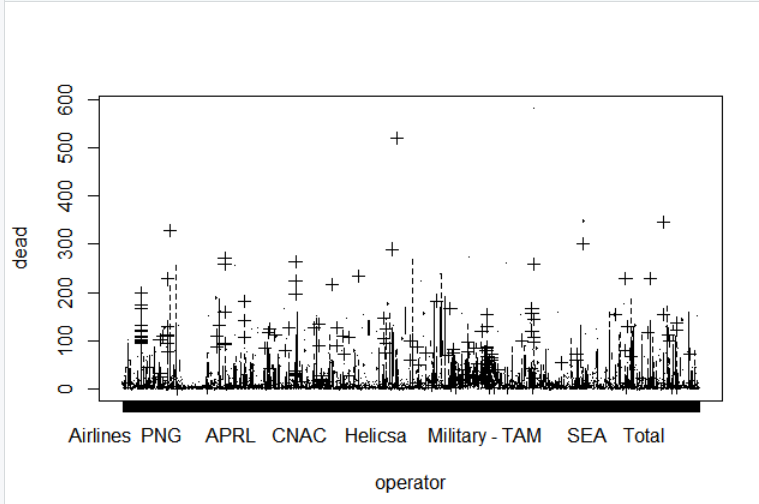 600
500
400
300
200
100
0
dead
Airlines PNG APRL CNAC Helicsa Military - TAM SEA Total
operator